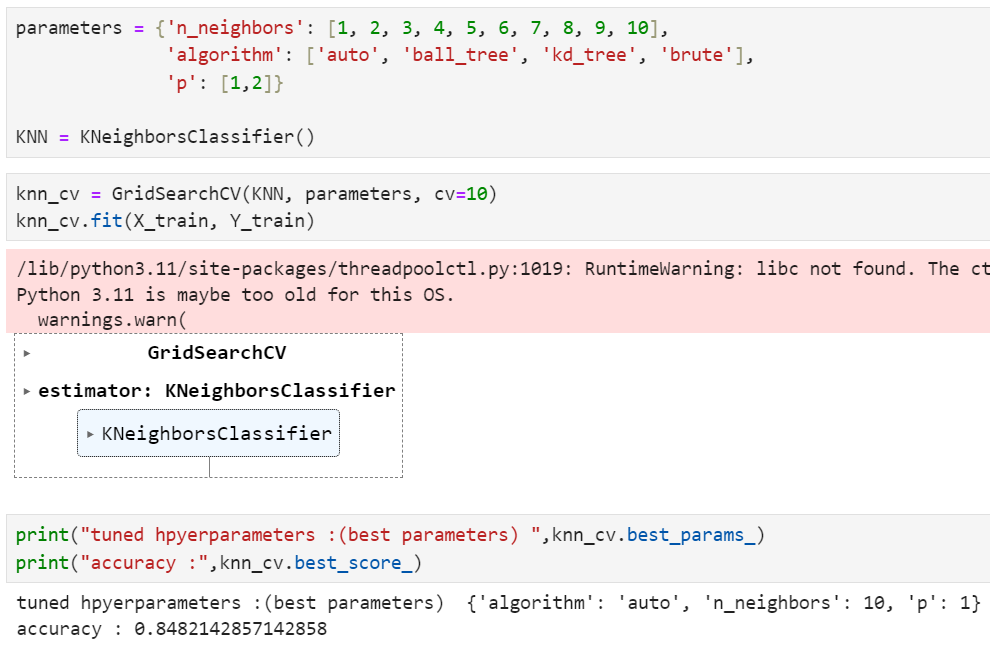 parameters = {'n_neighbors': [1, 2, 3, 4, 5, 6, 7, 8, 9, 10],
              'algorithm': ['auto', 'ball_tree', 'kd_tree', 'brute'],
              'p': [1,2]}
KNN = KNeighborsClassifier()
knn_cv = GridSearchCV(KNN, parameters, cv=10)
knn_cv.fit(X_train, Y_train)
/lib/python3.11/site-packages/threadpoolctl.py:1019: RuntimeWarning: libc not found. The ct
Python 3.11 is maybe too old for this OS.
  warnings.warn(
GridSearchCV
estimator: KNeighborsClassifier
KNeighborsClassifier
print("tuned hpyerparameters :(best parameters) ",knn_cv.best_params_)
print("accuracy :",knn_cv.best_score_)
tuned hpyerparameters :(best parameters)  {'algorithm': 'auto', 'n_neighbors': 10, 'p': 1}
accuracy : 0.8482142857142858